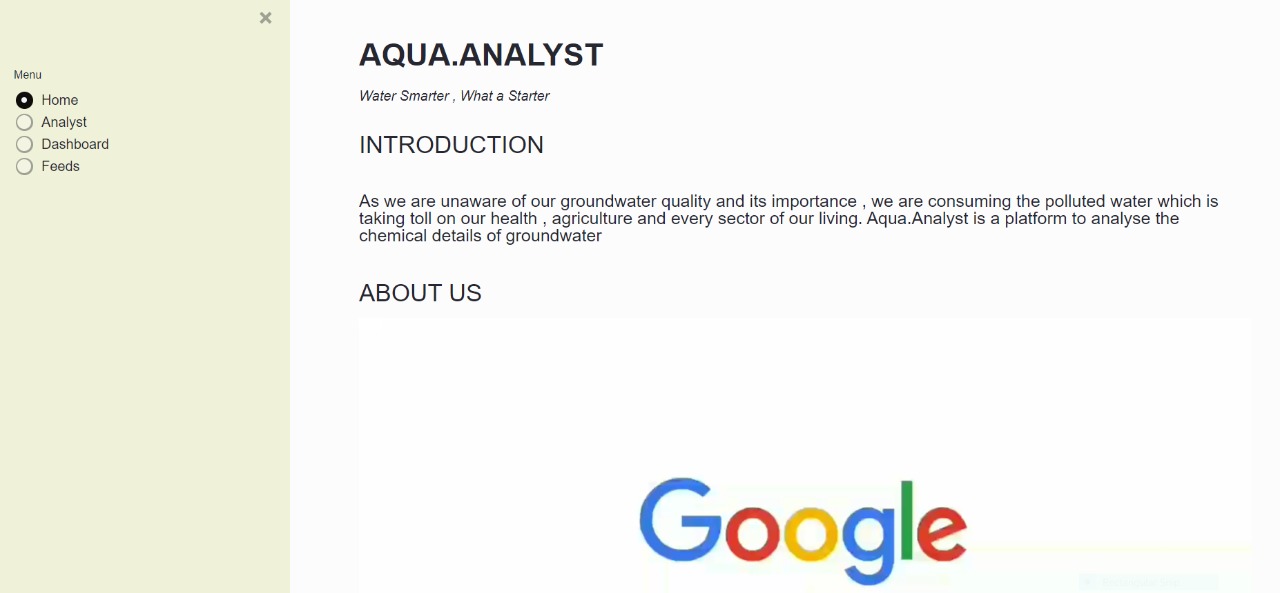 Menu
Home
Analyst
Dashboard
Feeds
AQUA.ANALYST
Water Smarter , What a Starter
INTRODUCTION
As we are unaware of our groundwater quality and its importance , we are consuming the polluted water which is
taking toll on our health , agriculture and every sector of our living. Aqua.Analyst is a platform to analyse the
chemical details of groundwater
ABOUT US
Google